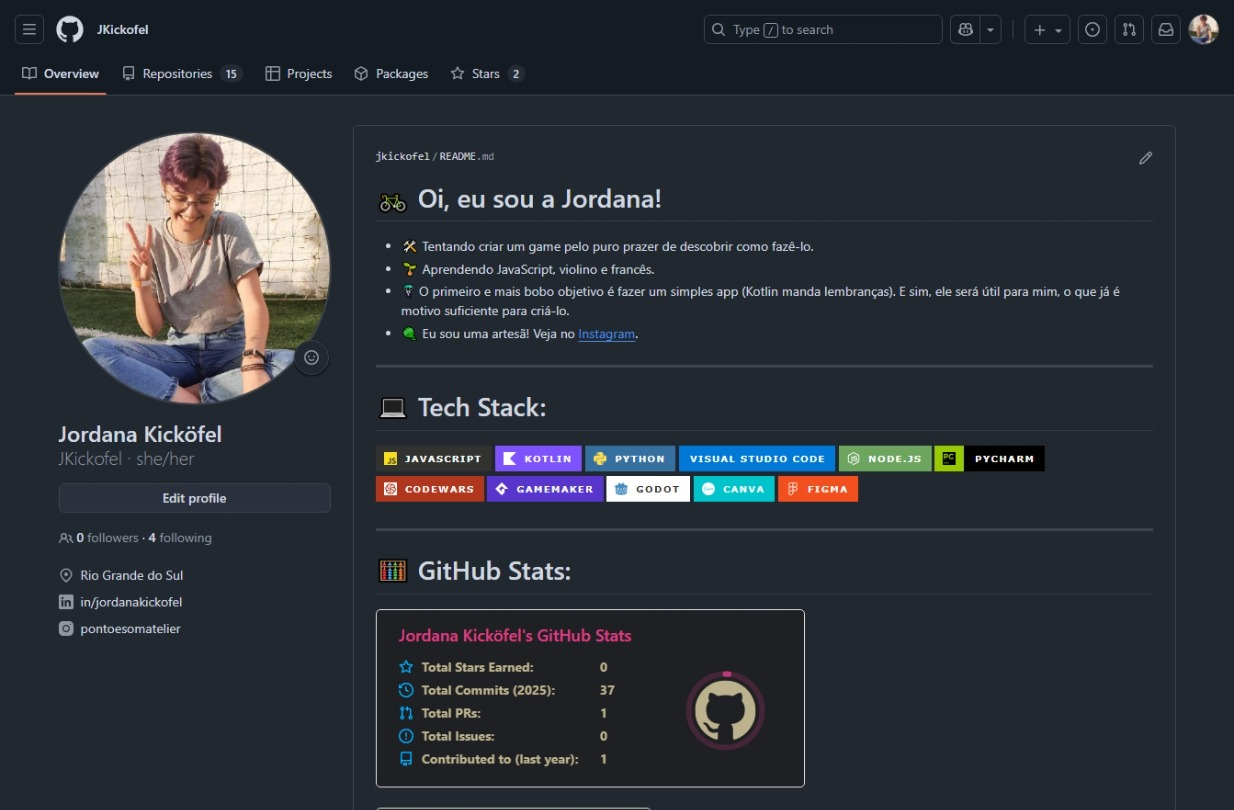 JKickofel
Type / to search
Overview
Repositories 15
Projects
Packages
Stars 2
jkickofel/README.md
Oi, eu sou a Jordana!
Tentando criar um game pelo puro prazer de descobrir como fazê-lo.
Aprendendo JavaScript, violino e francês.
O primeiro e mais bobo objetivo é fazer um simples app (Kotlin manda lembranças). E sim, ele será útil para mim, o que já é
motivo suficiente para criá-lo.
Eu sou uma artesã! Veja no Instagram.
Jordana Kicköfel
JKickofel · she/her
Edit profile
0 followers · 4 following
Rio Grande do Sul
in/jordanakickofel
pontoesomatelier
Tech Stack:
JS JAVASCRIPT KOTLIN PYTHON VISUAL STUDIO CODE NODE.JS PC PYCHARM
CODEWARS GAMEMAKER GODOT CANVA FIGMA
GitHub Stats:
Jordana Kicköfel's GitHub Stats
Total Stars Earned: 0
Total Commits (2025): 37
Total PRs: 1
Total Issues: 0
Contributed to (last year): 1